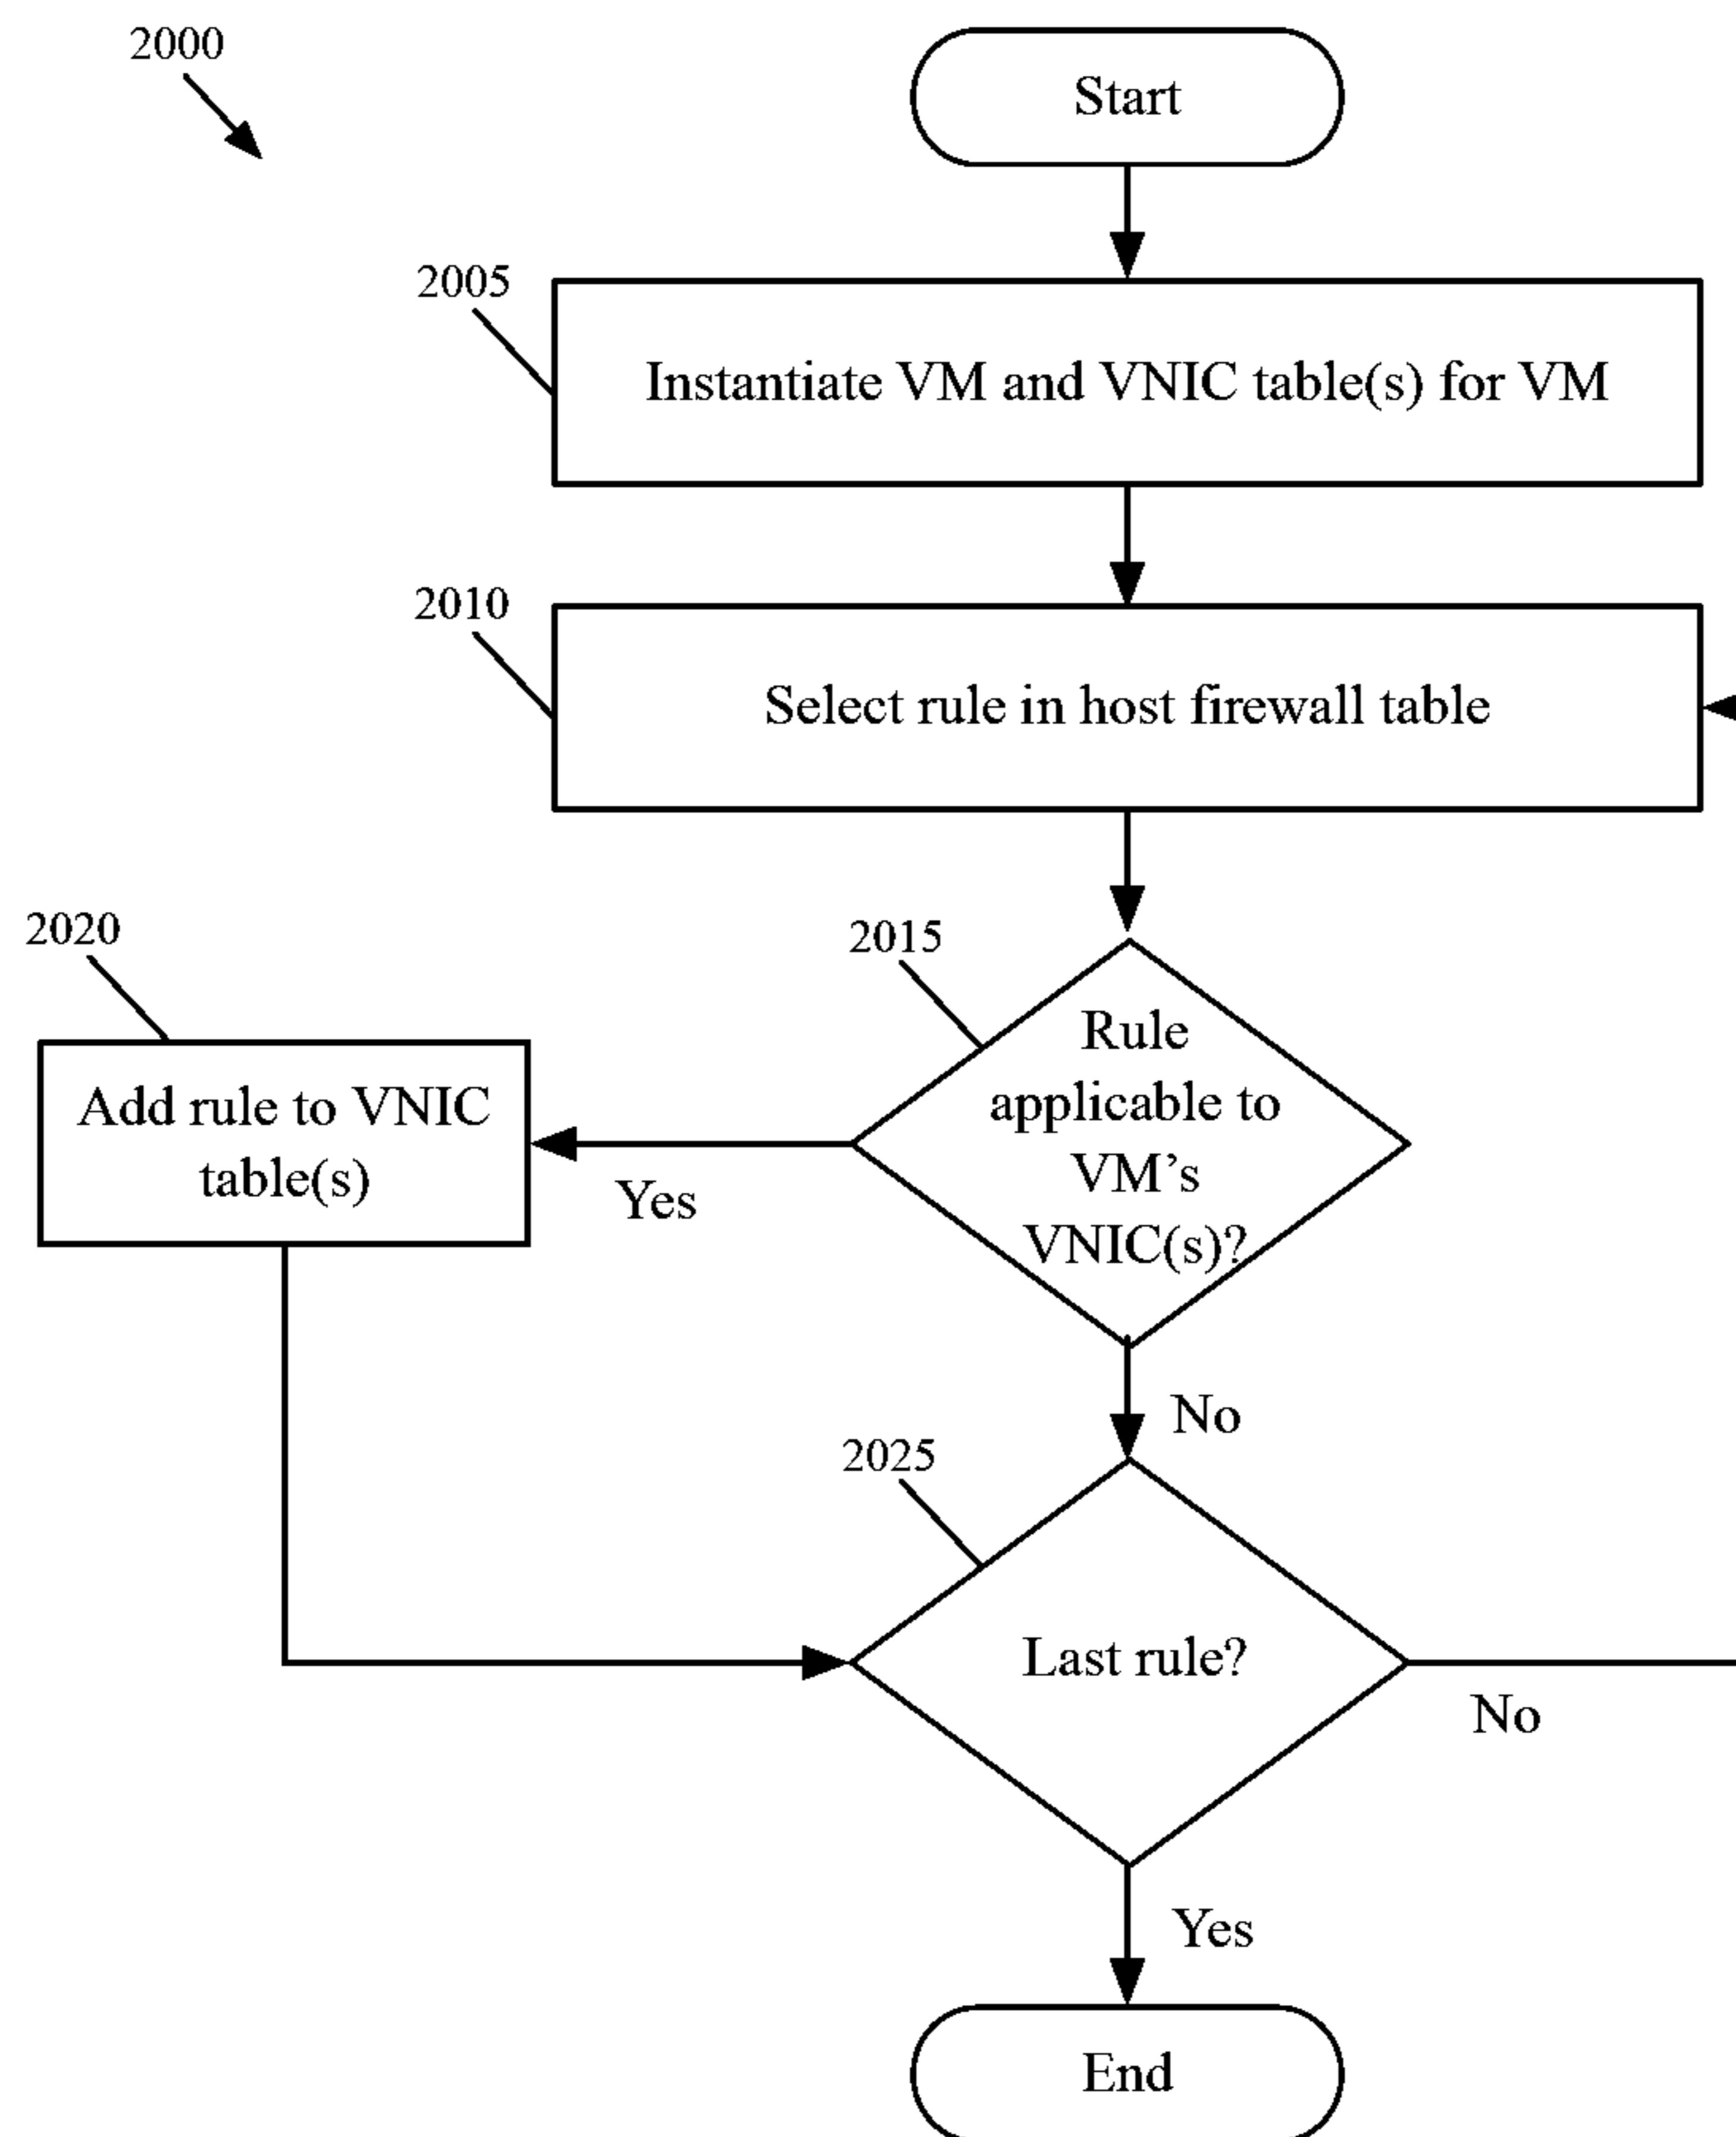 2000
Start
2005
Instantiate VM and VNIC table(s) for VM
2010
Select rule in host firewall table
2020
2015
Rule
applicable to
VM’s
VNIC(s)?
Add rule to VNIC
table(s)
Yes
No
2025
Last rule?
No
Yes
End